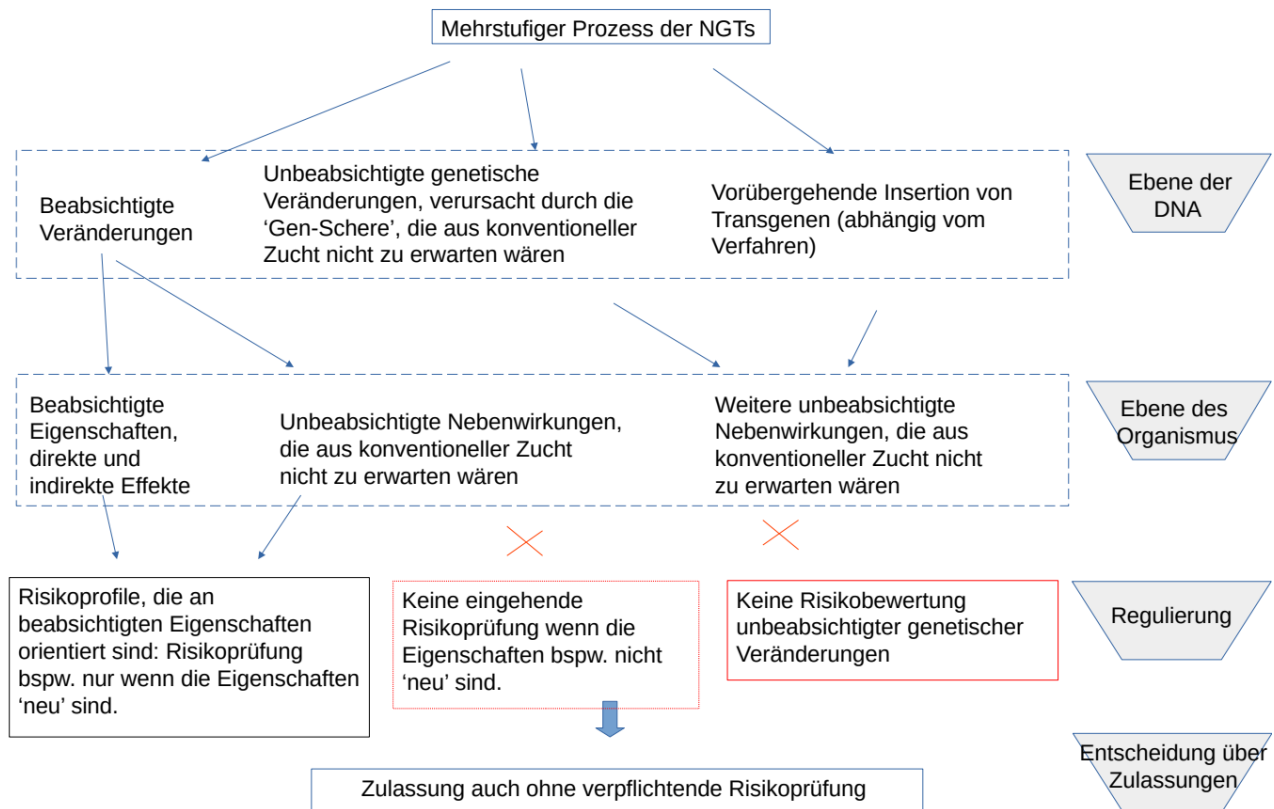 Mehrstufiger Prozess der NGTs
Beabsichtigte
Veränderungen
Unbeabsichtigte genetische
Veränderungen, verursacht durch die
‘Gen-Schere’, die aus konventioneller
Zucht nicht zu erwarten wären
Vorübergehende Insertion von
Transgenen (abhängig vom
Verfahren)
Ebene der
DNA
Beabsichtigte
Eigenschaften,
direkte und
indirekte Effekte
Unbeabsichtigte Nebenwirkungen,
die aus konventioneller Zucht
nicht zu erwarten wären
Weitere unbeabsichtigte
Nebenwirkungen, die aus
konventioneller Zucht nicht
zu erwarten wären
Ebene des
Organismus
Risikoprofile, die an
beabsichtigten Eigenschaften
orientiert sind: Risikoprüfung
bspw. nur wenn die Eigenschaften
‘neu’ sind.
Keine eingehende
Risikoprüfung wenn die
Eigenschaften bspw. nicht
‘neu’ sind.
Keine Risikobewertung
unbeabsichtigter genetischer
Veränderungen
Regulierung
Zulassung auch ohne verpflichtende Risikoprüfung
Entscheidung über
Zulassungen